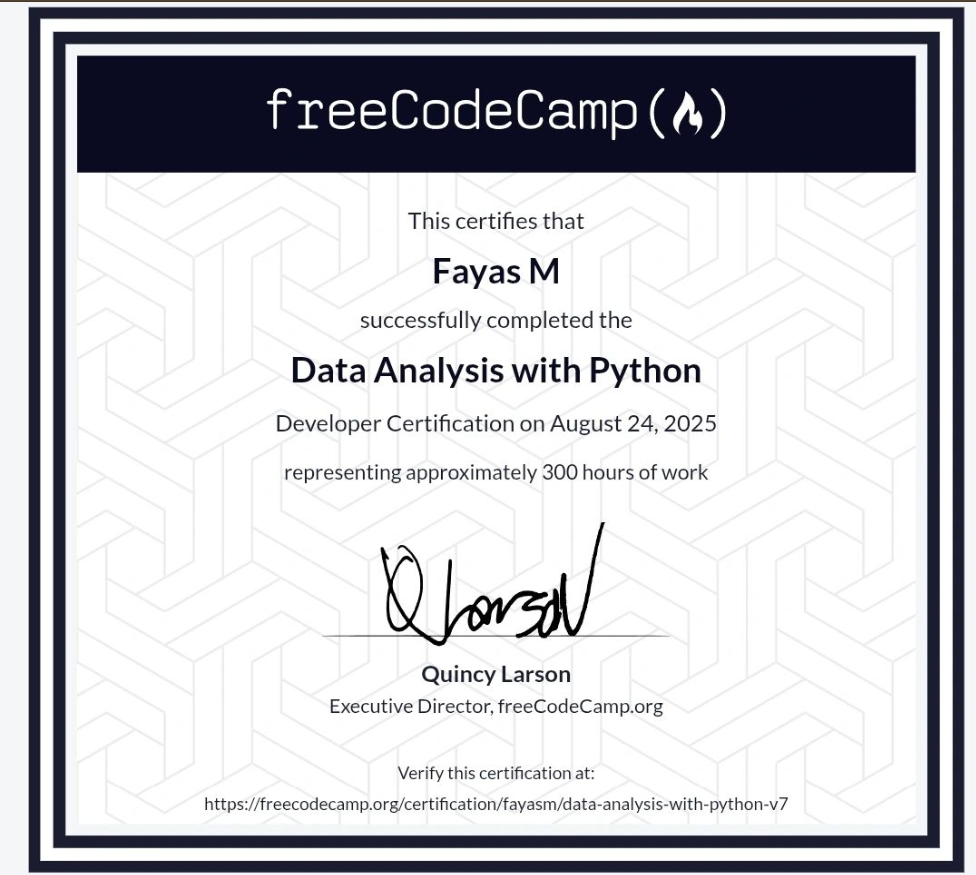 freeCodeCamp
This certifies that
Fayas M
successfully completed the
Data Analysis with Python
Developer Certification on August 24, 2025
representing approximately 300 hours of work
Q Larson
Quincy Larson
Executive Director, freeCodeCamp.org
Verify this certification at:
https://freecodecamp.org/certification/fayasm/data-analysis-with-python-v7